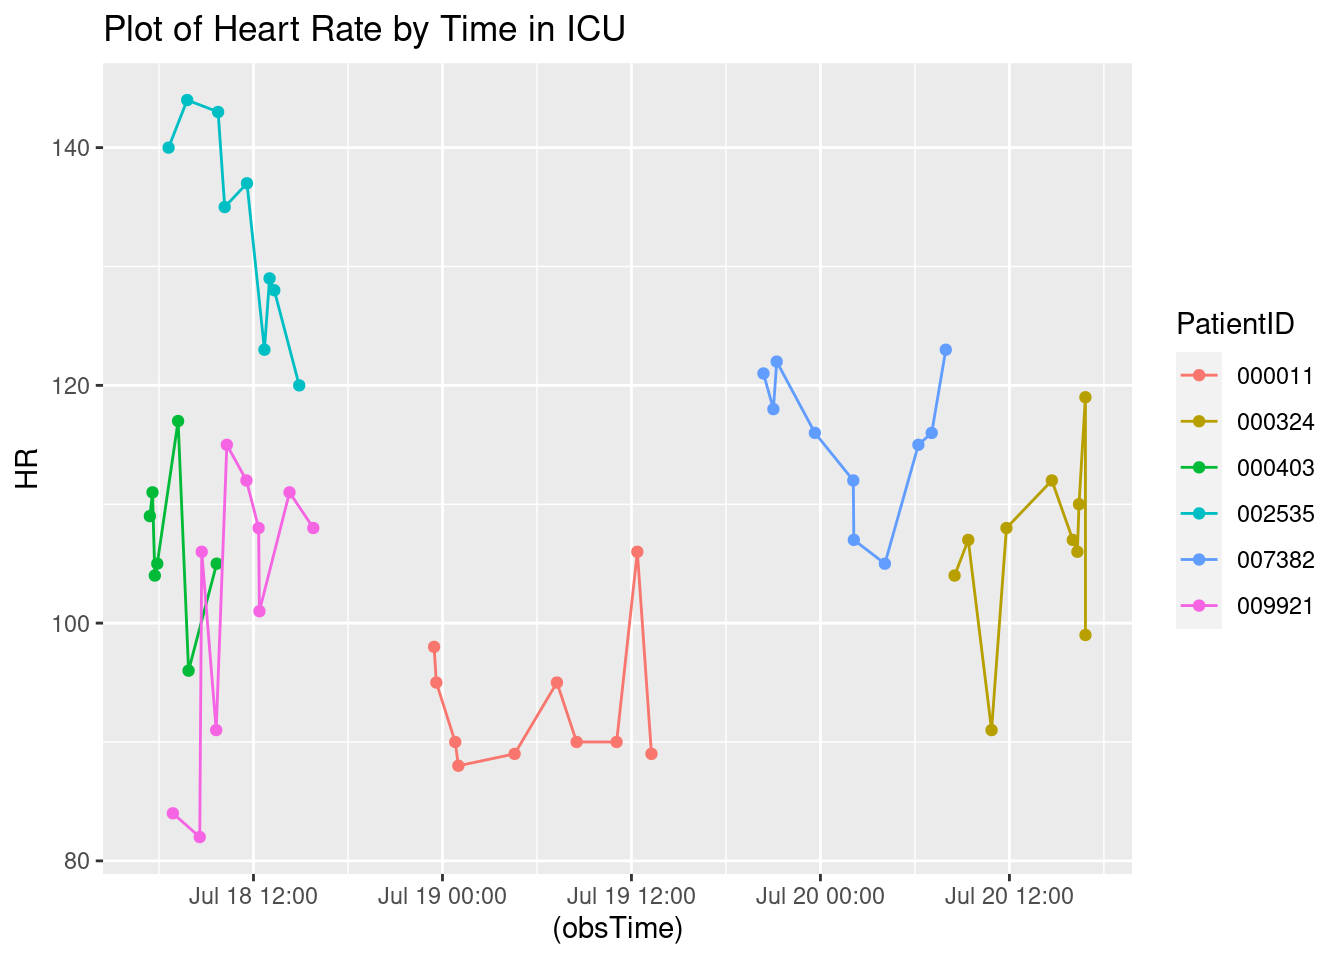 Plot of Heart Rate by Time in ICU
140
120
100
80
HR
Jul 18 12:00
Jul 19 00:00
Jul 19 12:00
Jul 20 00:00
Jul 20 12:00
(obsTime)
PatientID
000011
000324
000403
002535
007382
009921